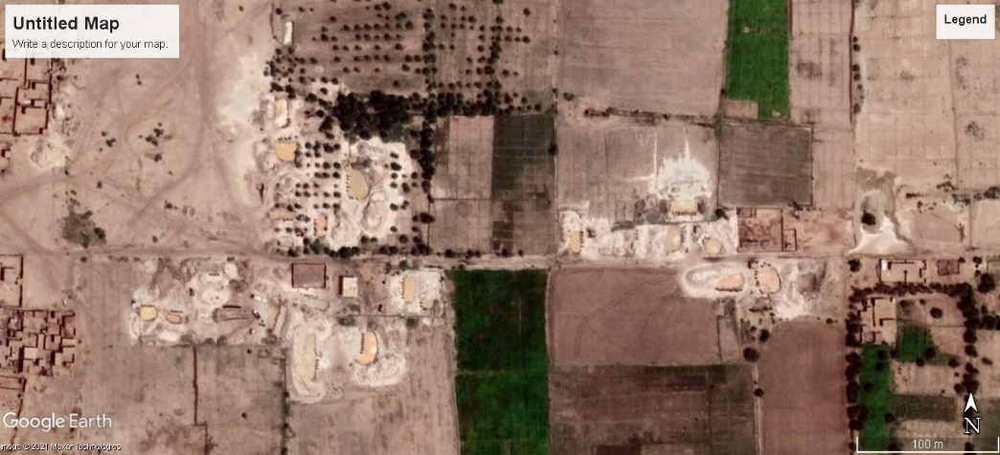 Untitled Map
Write a description for your map.
Legend
Google Earth
Image © 2021 Maxar Technologies
N
100 m